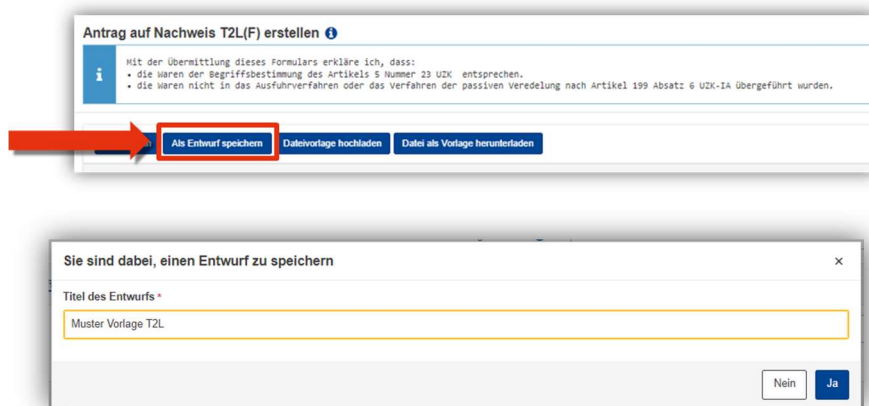 Antrag auf Nachweis T2L(F) erstellen
Mit der Übermittlung dieses Formulars erkläre ich, dass:
• die Waren der Begriffsbestimmung des Artikels 5 Nummer 23 UZK entsprechen.
• die Waren nicht in das Ausfuhrverfahren oder das Verfahren der passiven Veredelung nach Artikel 199 Absatz 6 UZK-IA übergeführt wurden.
Als Entwurf speichern Dateivorlage hochladen Datei als Vorlage herunterladen
Sie sind dabei, einen Entwurf zu speichern ×
Titel des Entwurfs *
Muster Vorlage T2L
Nein Ja